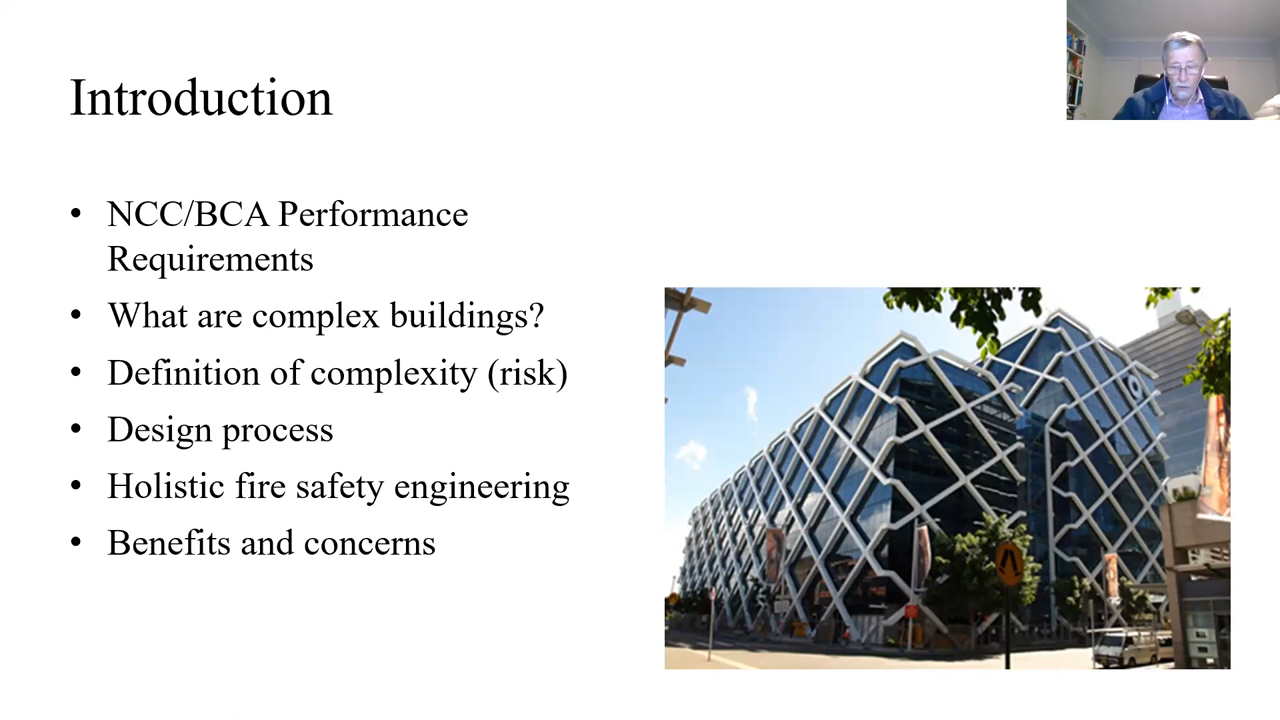 Introduction
• NCC/BCA Performance
Requirements
• What are complex buildings?
• Definition of complexity (risk)
• Design process
• Holistic fire safety engineering
• Benefits and concerns